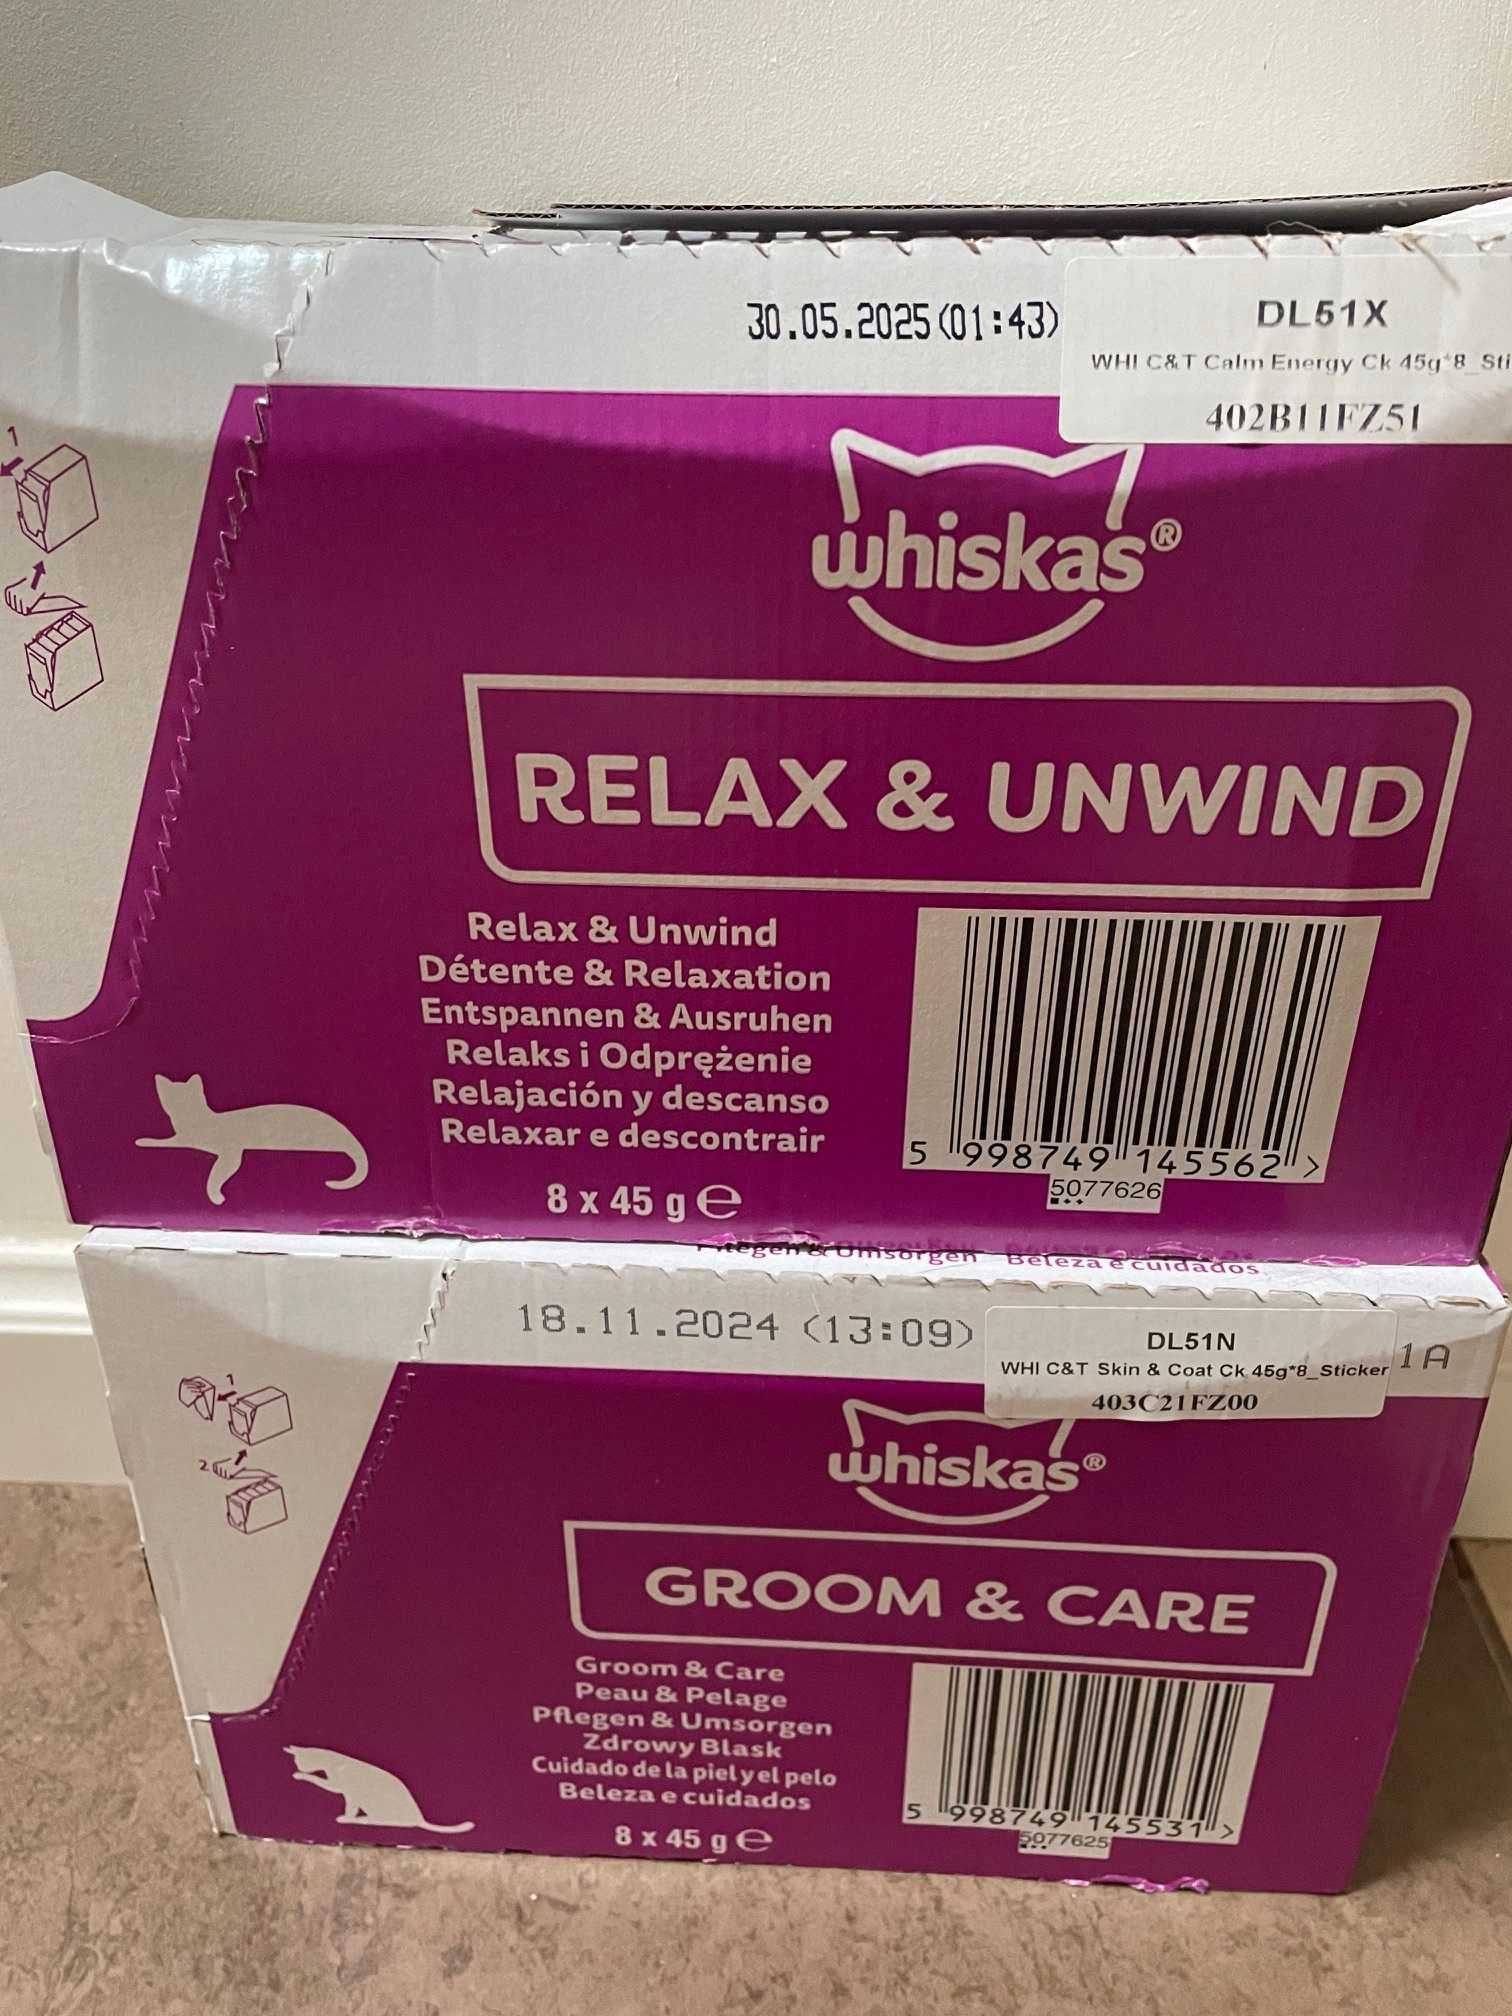 30.05.2025(01:43)
DL51X
WHI C&T Calm Energy Ck 45g*8_Sti
402B11FZ51
1
whiskas®
RELAX & UNWIND
Relax & Unwind
Détente & Relaxation
Entspannen & Ausruhen
Relaks i Odprężenie
Relajación y descanso
Relaxar e descontrair
8 x 45 g e
5 998749 145562 >
5077626
Pflegen & Umsorgen Beleza e cuidados
18.11.2024 (13:09)
DL51N
WHI C&T Skin & Coat Ck 45g*8_Sticker
403C21FZ00
1A
1
2
whiskas®
GROOM & CARE
Groom & Care
Peau & Pelage
Pflegen & Umsorgen
Zdrowy Blask
Cuidado de la piel y el pelo
Beleza e cuidados
8 x 45 g e
5 998749 145531 >
5077625